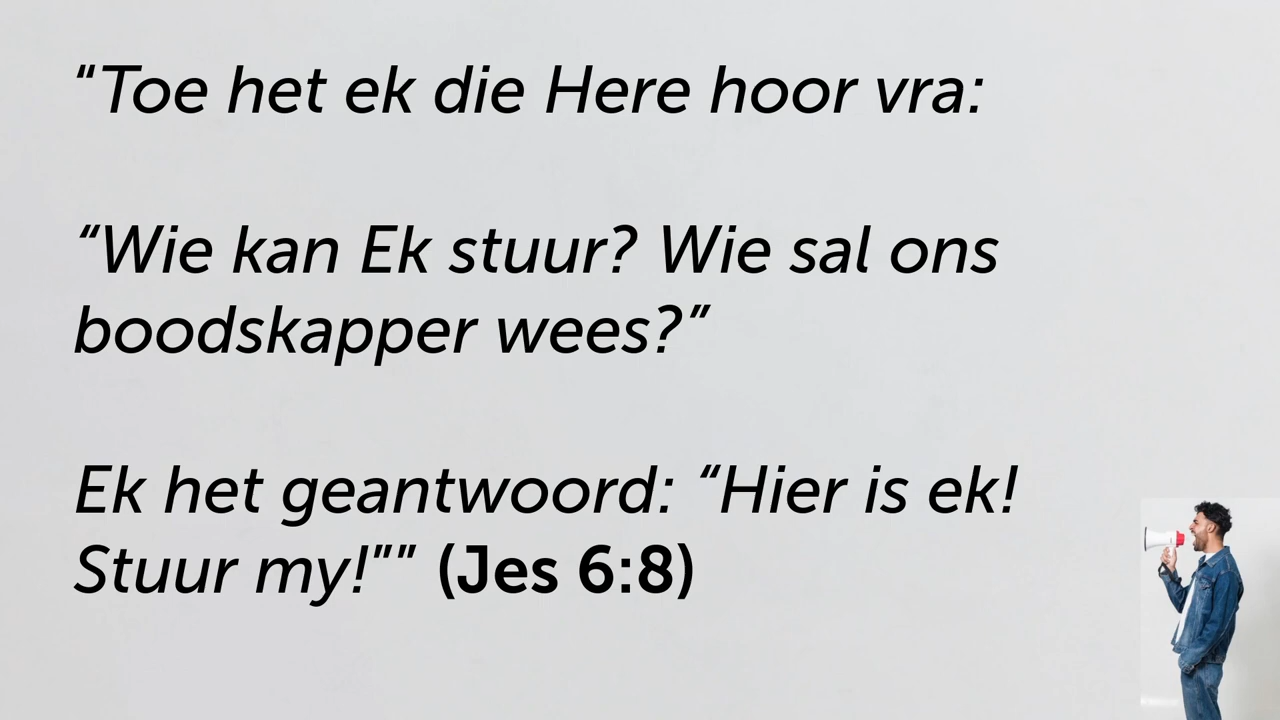 “Toe het ek die Here hoor vra:
“Wie kan Ek stuur? Wie sal ons
boodskapper wees?”
Ek het geantwoord: “Hier is ek!
Stuur my!”” (Jes 6:8)